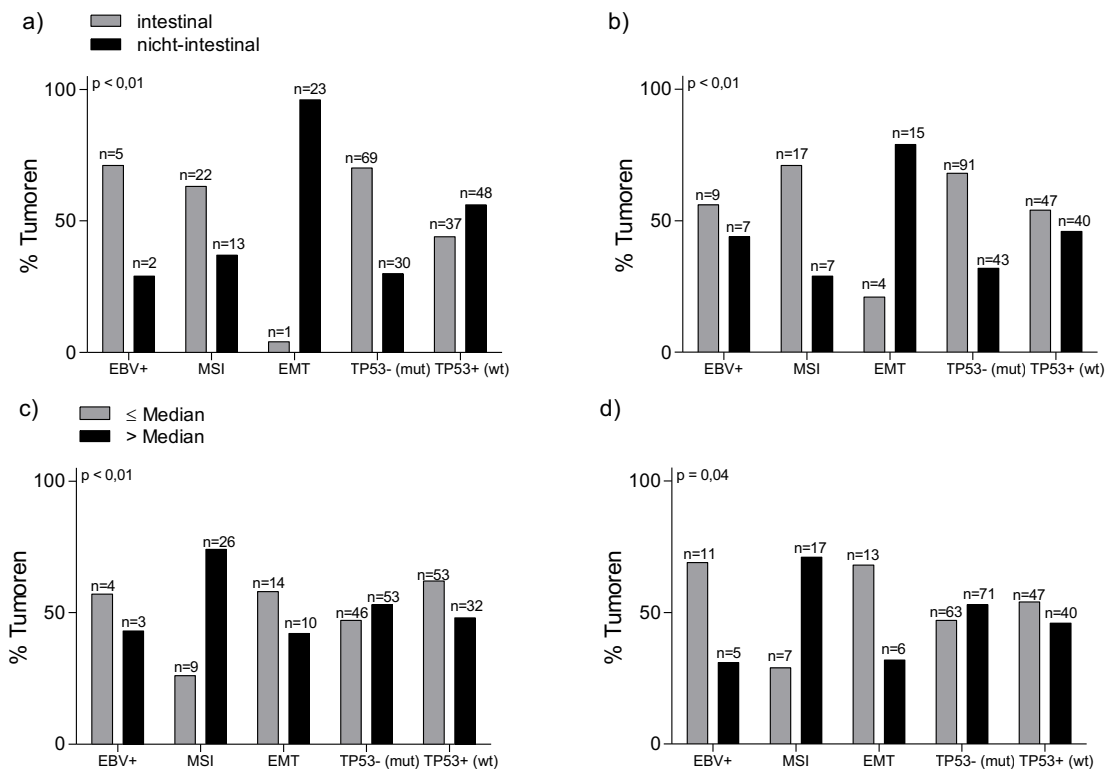 a)
intestinal
nicht-intestinal
100
50
0
% Tumoren
p < 0,01
n=5
n=2
n=22
n=13
n=1
n=23
n=69
n=30
n=37
n=48
EBV+ MSI EMT TP53- (mut) TP53+ (wt)
b)
100
50
0
% Tumoren
p < 0,01
n=9
n=7
n=17
n=7
n=4
n=15
n=91
n=43
n=47
n=40
EBV+ MSI EMT TP53- (mut) TP53+ (wt)
c)
≤ Median
> Median
100
50
0
% Tumoren
p < 0,01
n=4
n=3
n=9
n=26
n=14
n=10
n=46
n=53
n=53
n=32
EBV+ MSI EMT TP53- (mut) TP53+ (wt)
d)
100
50
0
% Tumoren
p = 0,04
n=11
n=5
n=7
n=17
n=13
n=6
n=63
n=71
n=47
n=40
EBV+ MSI EMT TP53- (mut) TP53+ (wt)